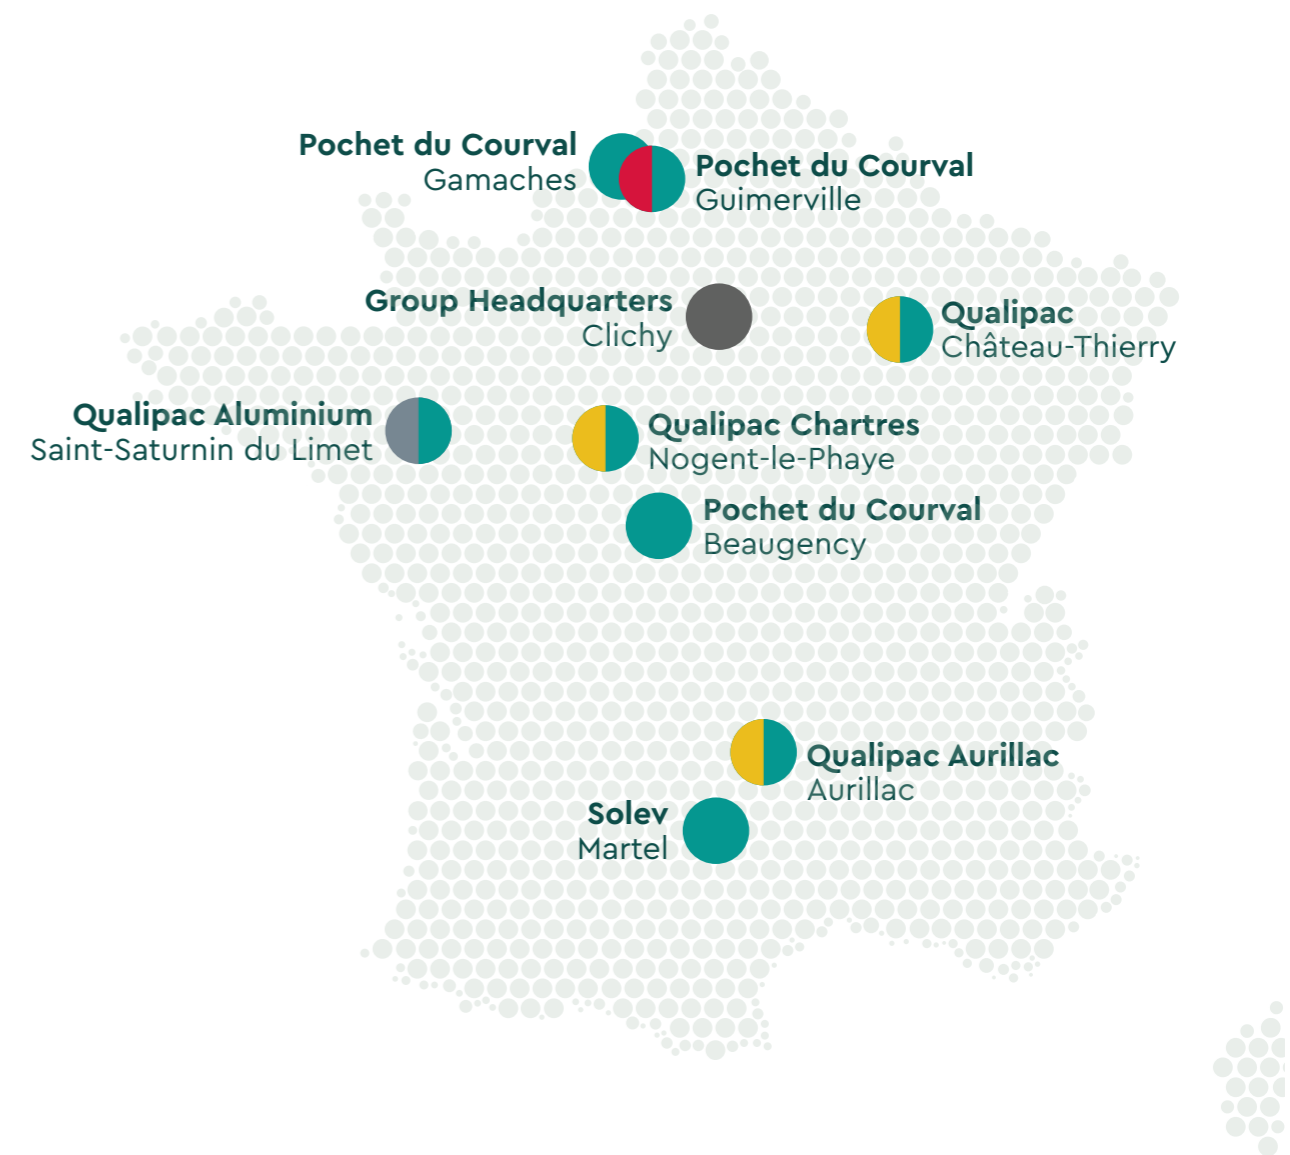 Pochet du Courval
Gamaches
Pochet du Courval
Guimerville
Group Headquarters
Clichy
Qualipac
Château-Thierry
Qualipac Aluminium
Saint-Saturnin du Limet
Qualipac Chartres
Nogent-le-Phaye
Pochet du Courval
Beaugency
Qualipac Aurillac
Aurillac
Solev
Martel